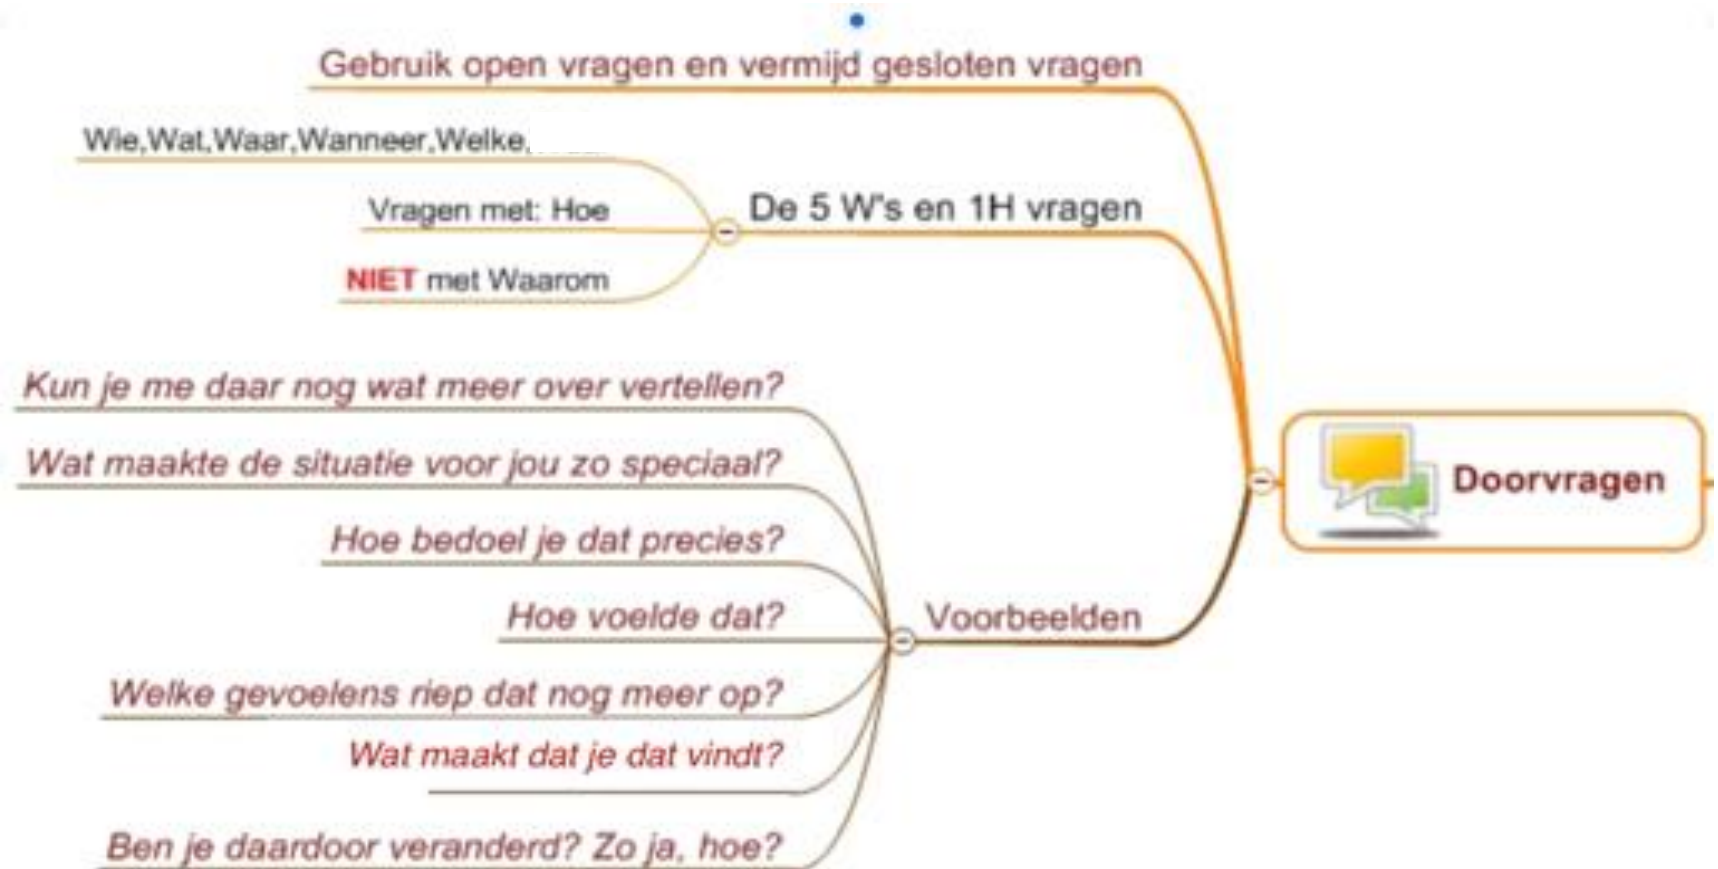 Gebruik open vragen en vermijd gesloten vragen
Wie,Wat,Waar,Wanneer,Welke,
De 5 W's en 1H vragen
Vragen met: Hoe
NIET met Waarom
Kun je me daar nog wat meer over vertellen?
Wat maakte de situatie voor jou zo speciaal?
Doorvragen
Hoe bedoel je dat precies?
Hoe voelde dat?
Voorbeelden
Welke gevoelens riep dat nog meer op?
Wat maakt dat je dat vindt?
Ben je daardoor veranderd? Zo ja, hoe?